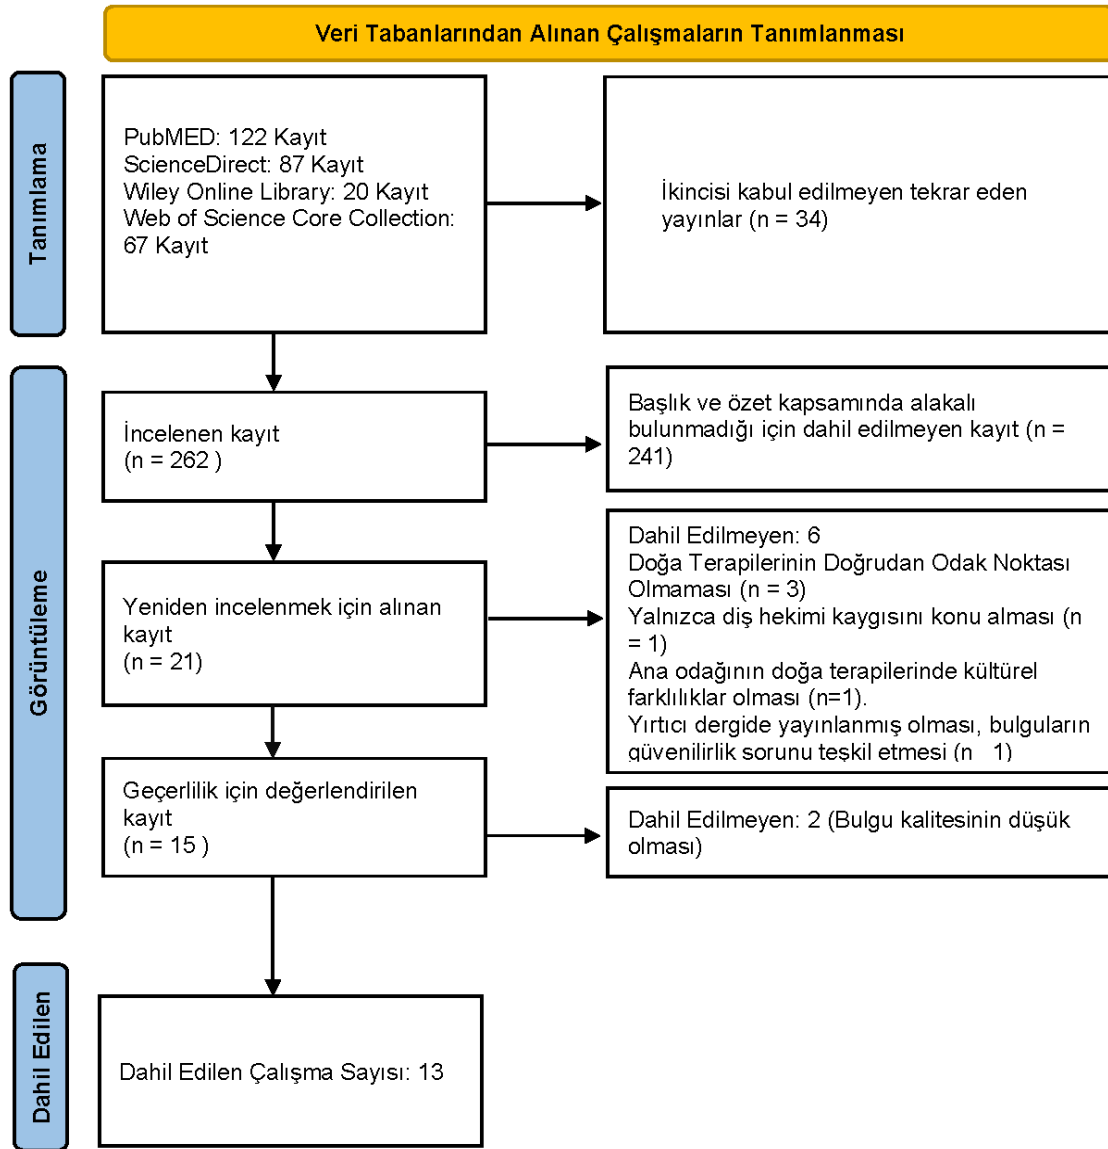 Veri Tabanlarından Alınan Çalışmaların Tanımlanması
Tanımlama
PubMED: 122 Kayıt
ScienceDirect: 87 Kayıt
Wiley Online Library: 20 Kayıt
Web of Science Core Collection:
67 Kayıt
İkincisi kabul edilmeyen tekrar eden
yayınlar (n = 34)
Görüntüleme
İncelenen kayıt
(n = 262 )
Başlık ve özet kapsamında alakalı
bulunmadığı için dahil edilmeyen kayıt (n =
241)
Yeniden incelenmek için alınan
kayıt
(n = 21)
Dahil Edilmeyen: 6
Doğa Terapilerinin Doğrudan Odak Noktası
Olmaması (n = 3)
Yalnızca diş hekimi kaygısını konu alması (n
= 1)
Ana odağının doğa terapilerinde kültürel
farklılıklar olması (n=1).
Yırtıcı dergide yayınlanmış olması, bulguların
güvenilirlik sorunu teşkil etmesi (n   1)
Geçerlilik için değerlendirilen
kayıt
(n = 15 )
Dahil Edilmeyen: 2 (Bulgu kalitesinin düşük
olması)
Dahil Edilen
Dahil Edilen Çalışma Sayısı: 13